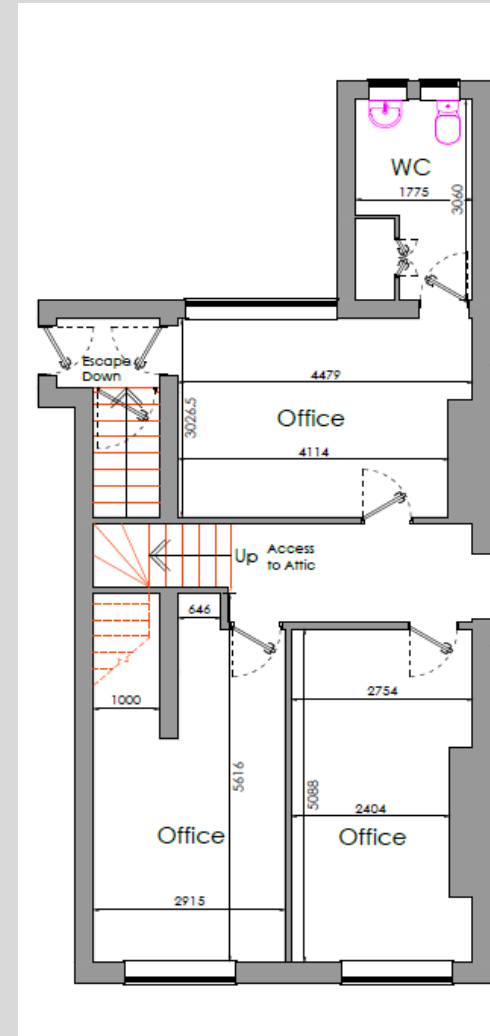 WC
1775
3060
Escape
Down
4479
3026.5
Office
4114
Up
Access
to Attic
646
1000
2754
5616
5088
2404
Office
Office
2915